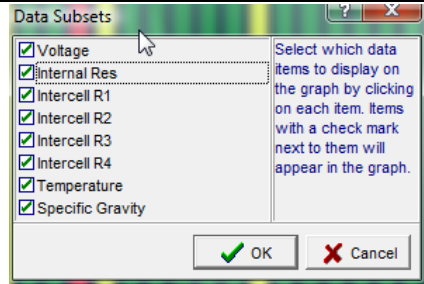 Data Subsets
? X
Voltage
Internal Res
Intercell R1
Intercell R2
Intercell R3
Intercell R4
Temperature
Specific Gravity
Select which data
items to display on
the graph by clicking
on each item. Items
with a check mark
next to them will
appear in the graph.
OK
Cancel